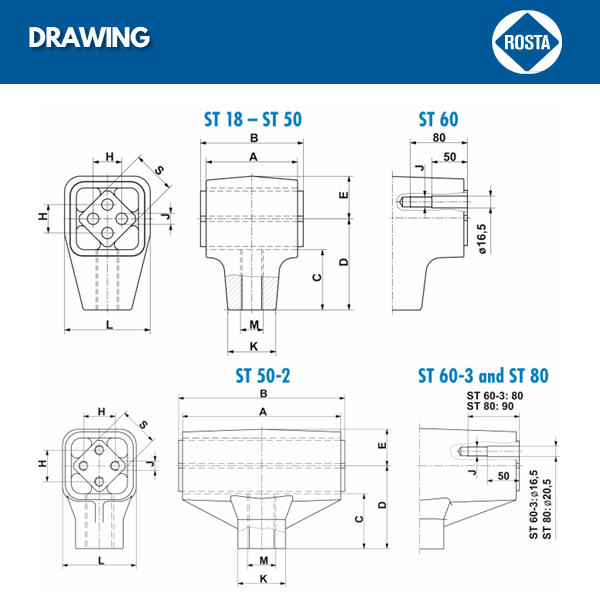 DRAWING
ROSTA
ST 18 – ST 50
ST 60
B
80
A
50
H
S
J
E
H
J
ø16,5
D
C
L
M
K
ST 50-2
ST 60-3 and ST 80
B
ST 60-3: 80
ST 80: 90
A
H
S
E
H
J
J
50
C
D
ST 60-3:ø16,5
ST 80:ø20,5
L
M
K